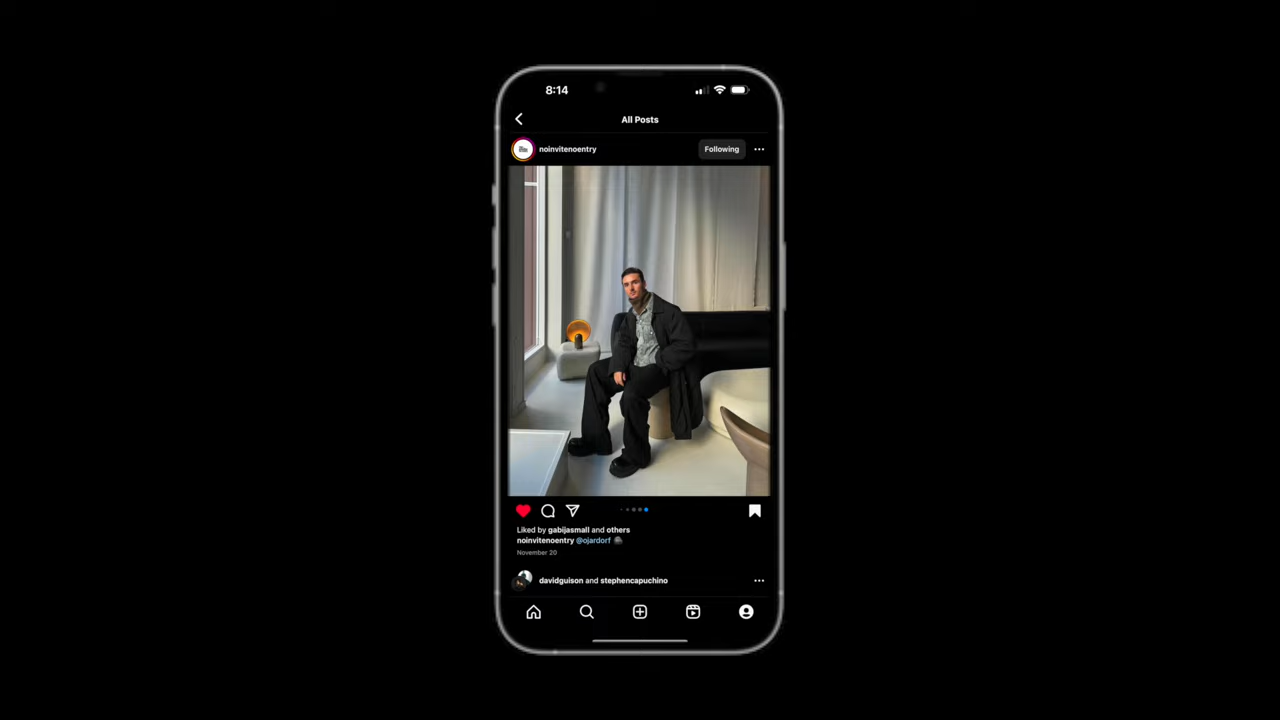 8:14
All Posts
noinvitenoentry
Following
Liked by gabijasmall and others
noinvitenoentry @ojardorf
November 20
davidguison and stephencapuchino